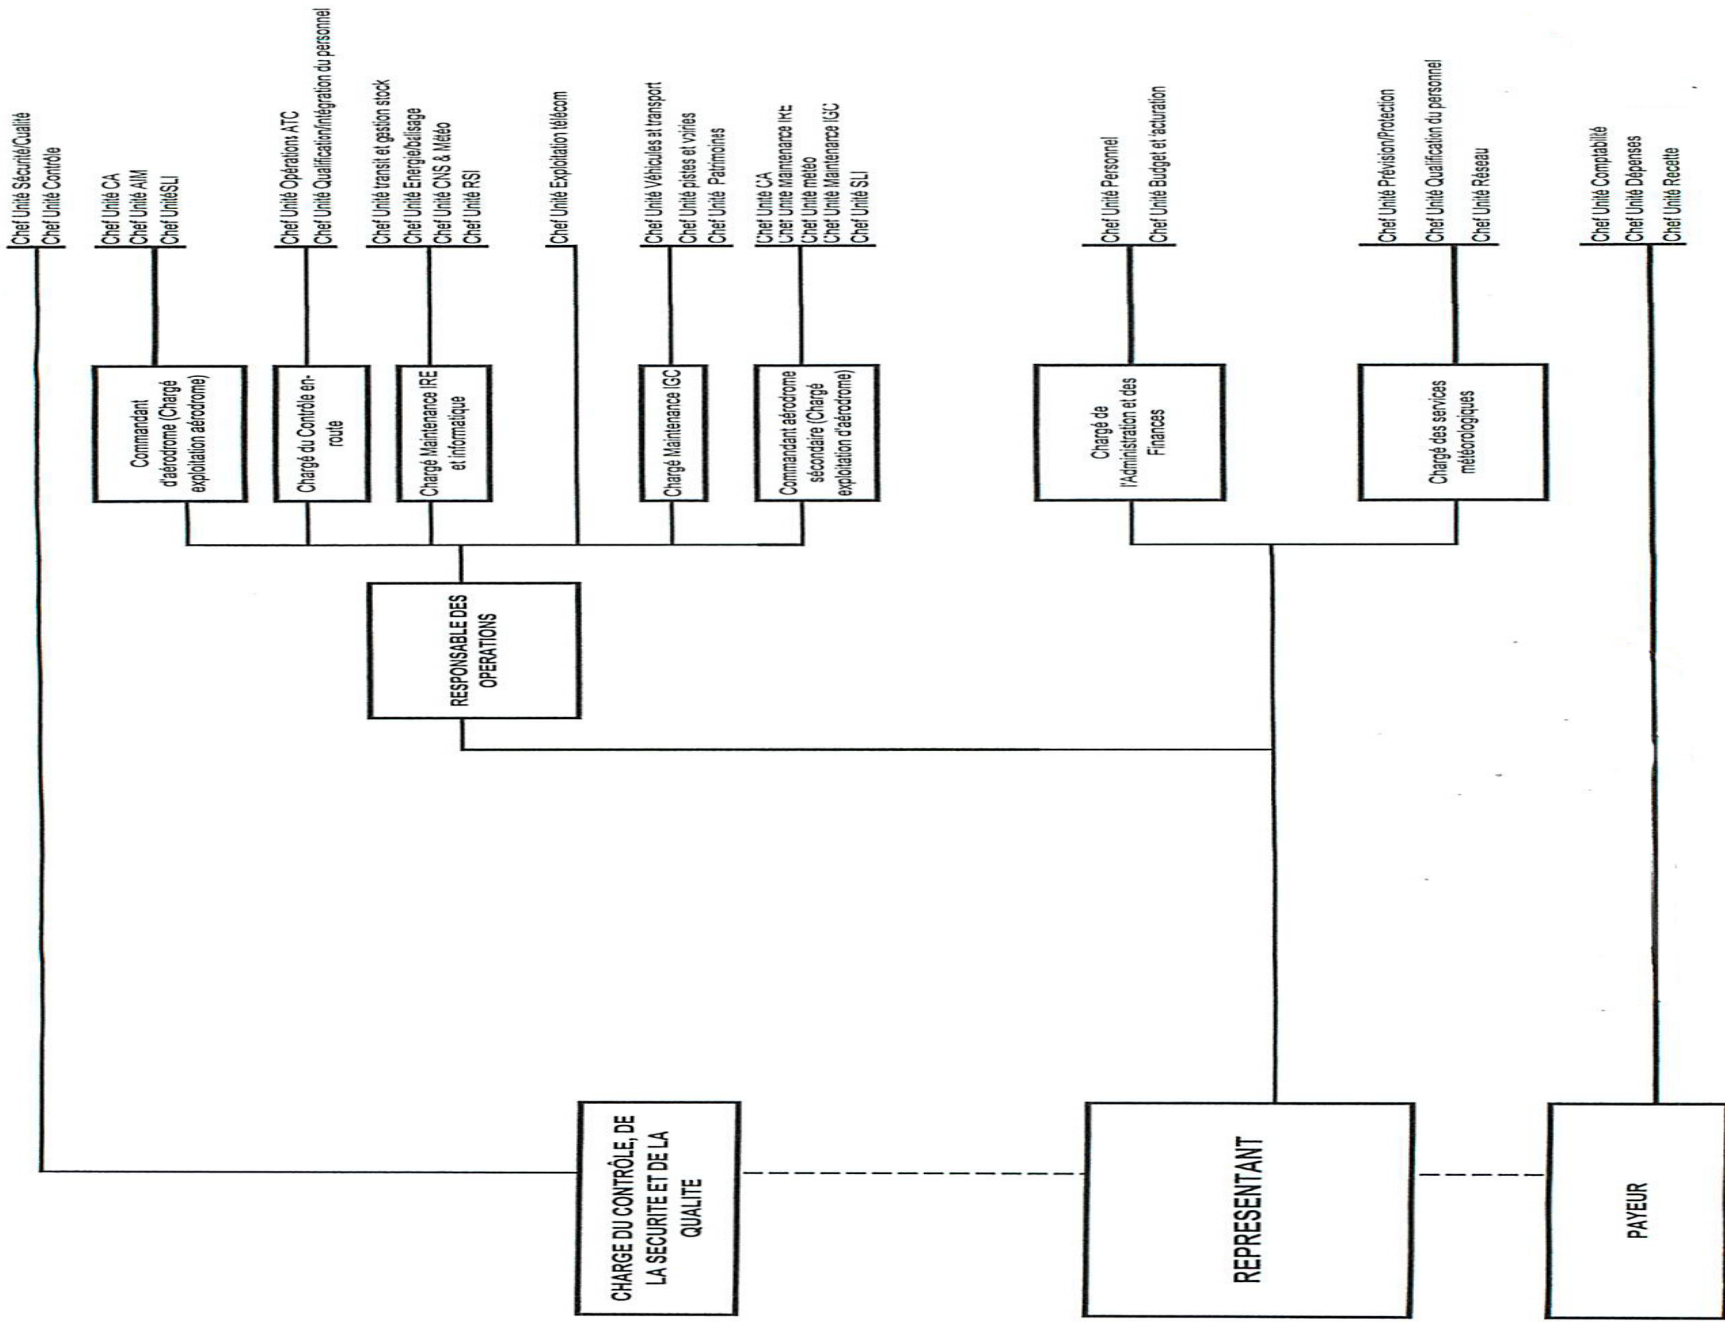 CHARGE DU CONTRÔLE, DE
LA SECURITE ET DE LA
QUALITE
REPRESENTANT
PAYEUR
RESPONSABLE DES
OPERATIONS
Commandant
d'aérodrome (Chargé
exploitation aérodrome)
Chargé du Contrôle en-
route
Chargé Maintenance IRE
et informatique
Chargé Maintenance IGC
Commandant aérodrome
sécondaire (Chargé
exploitation d'aérodrome)
Chargé de
l'Administration et des
Finances
Chargé des services
météorologiques
Chef Unité Sécurité/Cualité
Chef Unité Contrôle
Chef Unité CA
Chef Unité AIM
Chef UnitéSLI
Chef Unité Opérations ATC
Chef Unité Qualification/intégration du personnel
Chef Unité transit et gestion stock
Chef Unité Energie/balisage
Chef Unité CNS & Météo
Chef Unité RSI
Chef Unité Exploitation télécom
Chef Unité Véhicules et transport
Chef Unité pistes et voiries
Chef Unité Patrimoines
Chef Unité CA
Chef Unité Maintenance IRE
Chef Unité météo
Chef Unité Maintenance IGC
Chef Unité SLI
Chef Unité Personnel
Chef Unité Budget et facturation
Chef Unité Prévision/Protection
Chef Unité Qualification du personnel
Chef Unité Réseau
Chef Unité Comptabilité
Chef Unité Dépenses
Chef Unité Recette